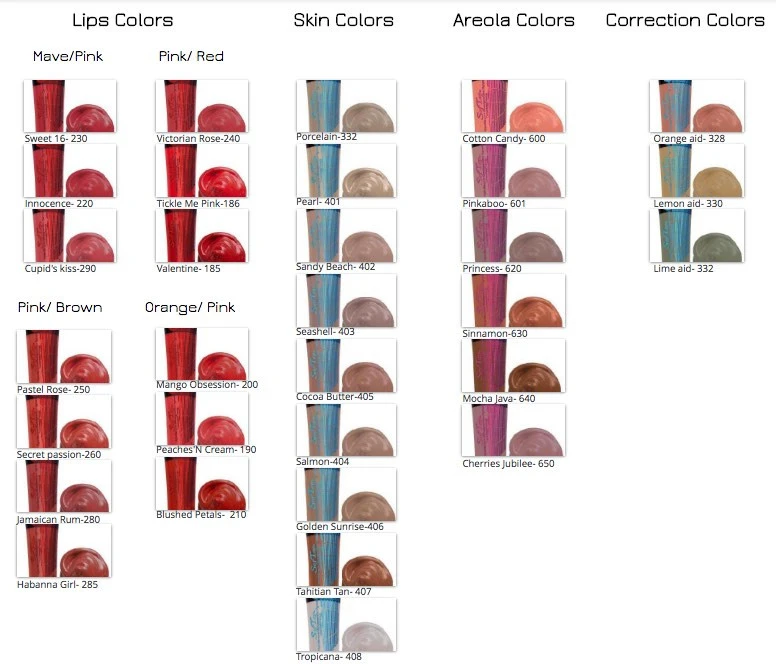 Lips Colors
Mave/Pink
Sweet 16- 230
Innocence- 220
Cupid's kiss-290
Pink/ Red
Victorian Rose-240
Tickle Me Pink-186
Valentine- 185
Pink/ Brown
Pastel Rose- 250
Secret passion-260
Jamaican Rum-280
Habanna Girl- 285
Orange/ Pink
Mango Obsession- 200
Peaches'N Cream- 190
Blushed Petals- 210
Skin Colors
Porcelain-332
Pearl- 401
Sandy Beach- 402
Seashell- 403
Cocoa Butter-405
Salmon-404
Golden Sunrise-406
Tahitian Tan- 407
Tropicana- 408
Areola Colors
Cotton Candy- 600
Pinkaboo- 601
Princess- 620
Sinnamon-630
Mocha Java- 640
Cherries Jubilee- 650
Correction Colors
Orange aid- 328
Lemon aid- 330
Lime aid- 332